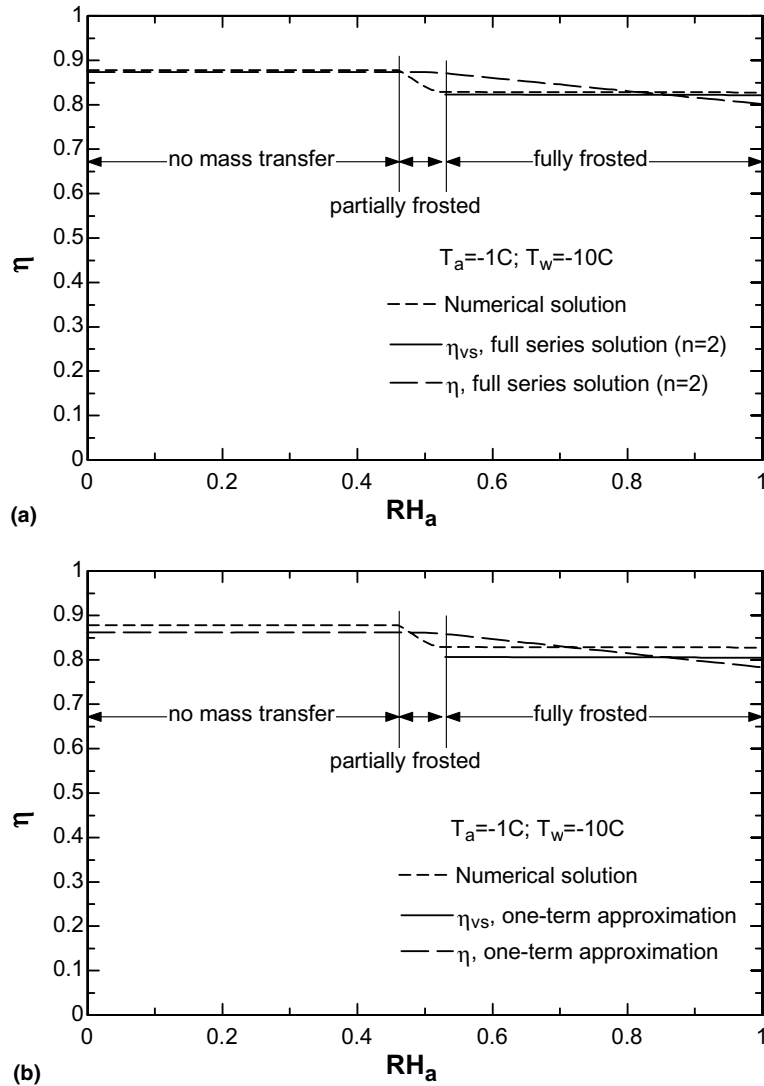 1
0.9
0.8
0.7
0.6
0.5
0.4
0.3
0.2
0.1
0
η
no mass transfer
fully frosted
partially frosted
Tₐ=-1C; T_w=-10C
Numerical solution
η_vs, full series solution (n=2)
η, full series solution (n=2)
0 0.2 0.4 0.6 0.8 1
RHₐ
(a)
1
0.9
0.8
0.7
0.6
0.5
0.4
0.3
0.2
0.1
0
η
no mass transfer
fully frosted
partially frosted
Tₐ=-1C; T_w=-10C
Numerical solution
η_vs, one-term approximation
η, one-term approximation
0 0.2 0.4 0.6 0.8 1
RHₐ
(b)